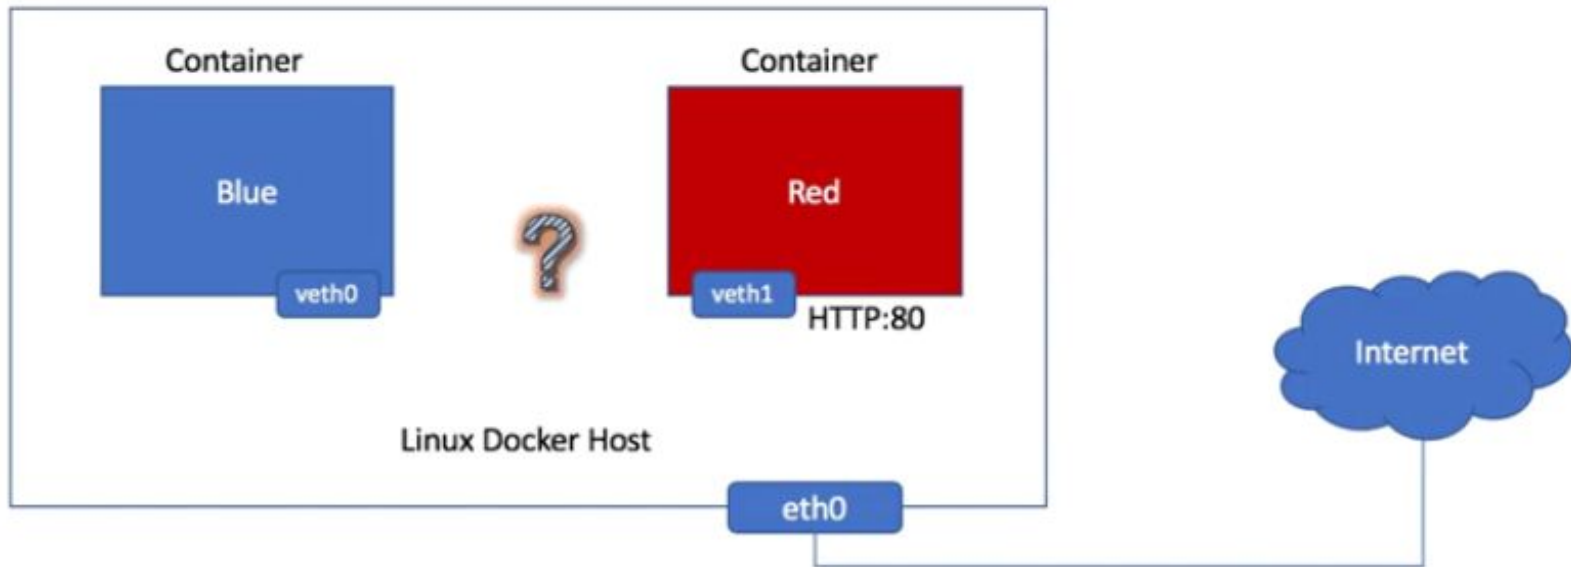 Container
Container
Blue
?
Red
veth0
veth1
HTTP:80
Internet
Linux Docker Host
eth0